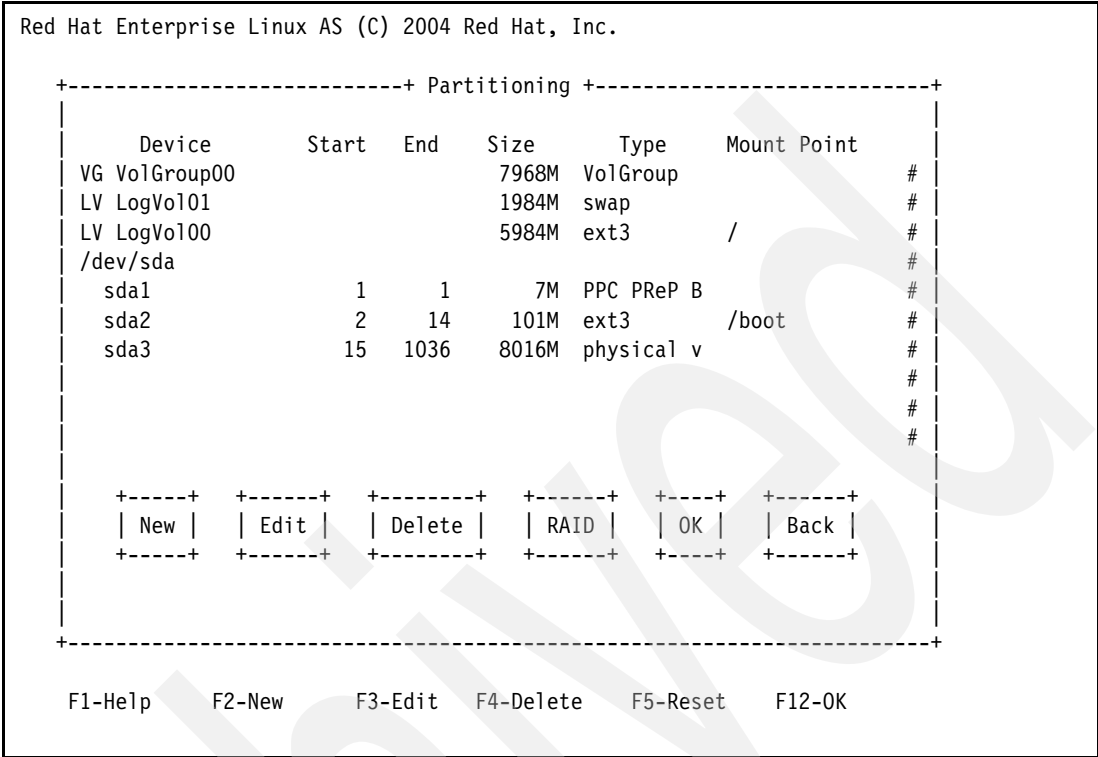 Red Hat Enterprise Linux AS (C) 2004 Red Hat, Inc.
+----------------------------+ Partitioning +----------------------------+
| |
| Device Start End Size Type Mount Point |
| VG VolGroup00 7968M VolGroup # |
| LV LogVol01 1984M swap # |
| LV LogVol00 5984M ext3 / # |
| /dev/sda # |
| sda1 1 1 7M PPC PReP B # |
| sda2 2 14 101M ext3 /boot # |
| sda3 15 1036 8016M physical v # |
| # |
| # |
| # |
| |
| +-----+ +------+ +--------+ +------+ +----+ +------+ |
| | New | | Edit | | Delete | | RAID | | OK | | Back | |
| +-----+ +------+ +--------+ +------+ +----+ +------+ |
| |
| |
+------------------------------------------------------------------------+
F1-Help F2-New F3-Edit F4-Delete F5-Reset F12-OK